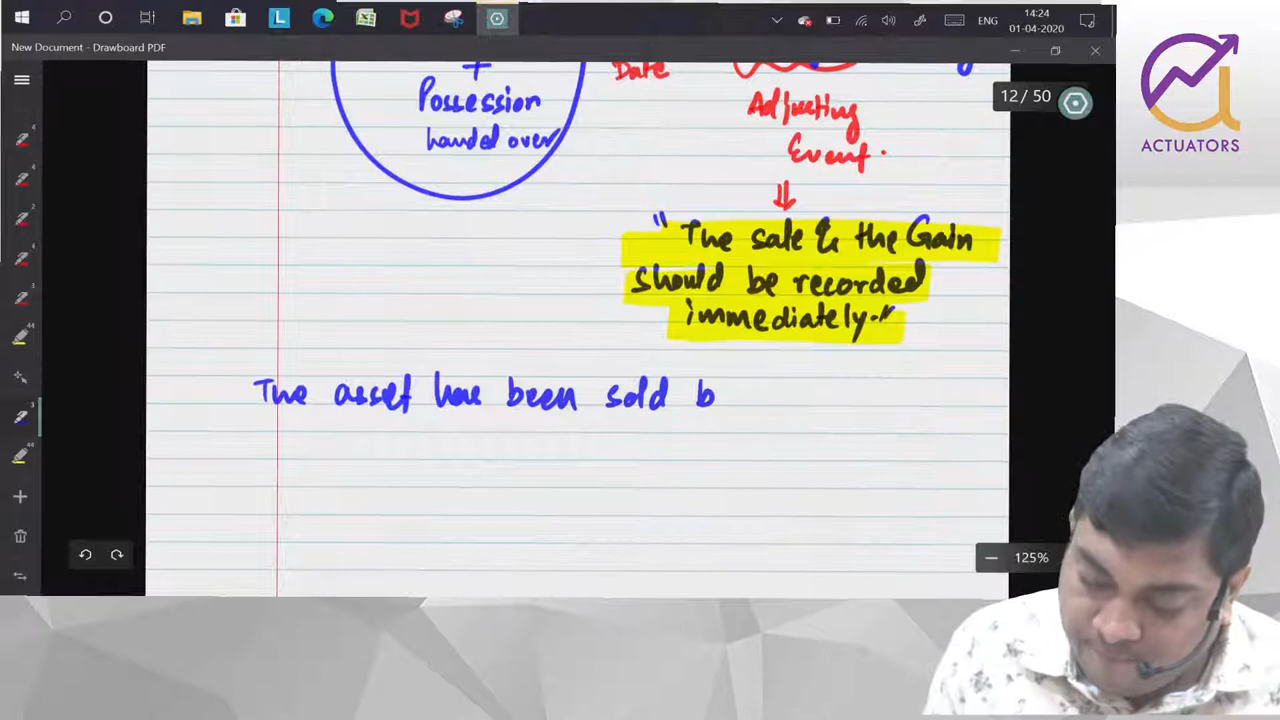 14:24
ENG
01-04-2020
New Document - Drawboard PDF
12 / 50
Date
Possession
handed over
Adjusting
Event.
" The sale & the Gain
should be recorded
immediately."
The asset has been sold b
125%
ACTUATORS